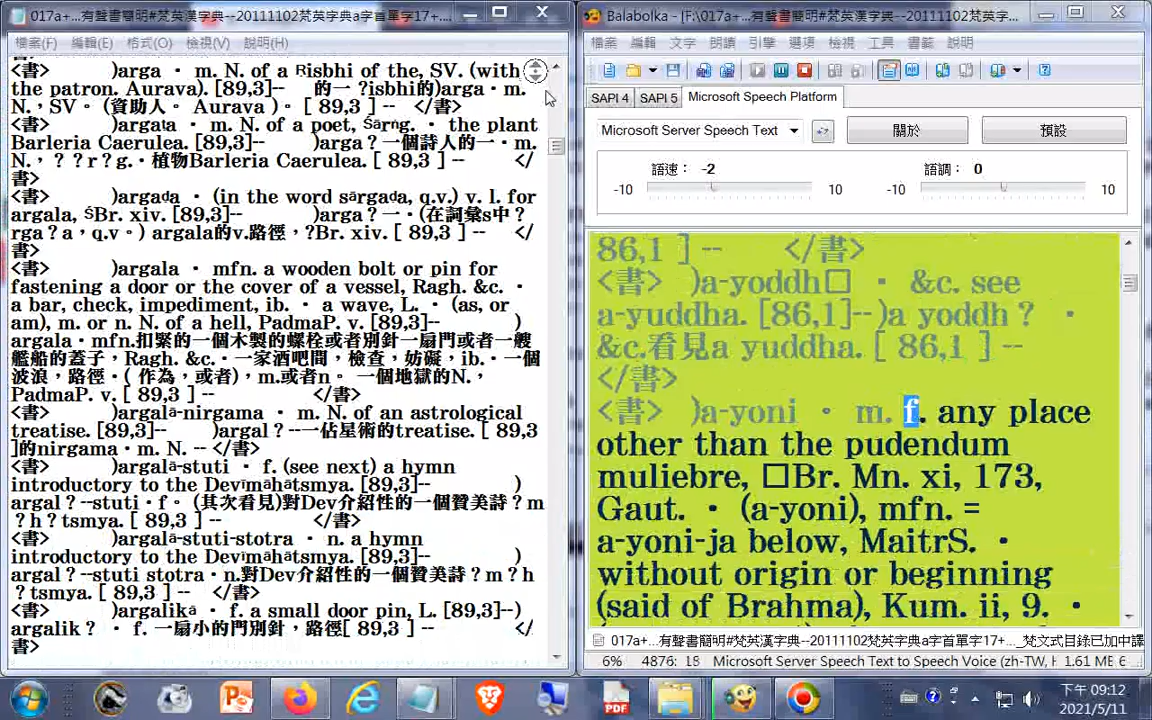 017a+...有聲書簡明#梵英漢字典--20111102梵英字典a字首單字17+...
檔案(F) 編輯(E) 格式(O) 檢視(V) 說明(H)
<書> )arga ‧ m. N. of a Risbhi of the, SV. (with
the patron. Aurava). [89,3]-- 的一 ?isbhi的)arga‧m.
N.，SV。(資助人。 Aurava )。[ 89,3 ] -- </書>
<書> )argaṭa ‧ m. N. of a poet, Śārṅg. ‧ the plant
Barleria Caerulea. [89,3]-- )arga？一個詩人的一‧m.
N.，？？r？g.‧植物Barleria Caerulea. [ 89,3 ] -- </
書>
<書> )argaḍa ‧ (in the word sārgaḍa, q.v.) v. l. for
argala, ŚBr. xiv. [89,3]-- )arga？一‧(在詞彙s中？
rga？a，q.v。) argala的v.路徑，?Br. xiv. [ 89,3 ] -- </
書>
<書> )argala ‧ mfn. a wooden bolt or pin for
fastening a door or the cover of a vessel, Ragh. &c. ‧
a bar, check, impediment, ib. ‧ a wave, L. ‧ (as, or
am), m. or n. N. of a hell, PadmaP. v. [89,3]-- )
argala‧mfn.扣緊的一個木製的螺栓或者別針一扇門或者一艘
艦船的蓋子，Ragh. &c.‧一家酒吧間，檢查，妨礙，ib.‧一個
波浪，路徑‧( 作為，或者)，m.或者n。 一個地獄的N.，
PadmaP. v. [ 89,3 ] -- </書>
<書> )argalā-nirgama ‧ m. N. of an astrological
treatise. [89,3]-- )argal？--一佔星術的treatise. [ 89,3
]的nirgama‧m. N. -- </書>
<書> )argalā-stuti ‧ f. (see next) a hymn
introductory to the Devīmāhātsmya. [89,3]-- )
argal？--stuti‧f。 (其次看見)對Dev介紹性的一個贊美詩？m
？h？tsmya. [ 89,3 ] -- </書>
<書> )argalā-stuti-stotra ‧ n. a hymn
introductory to the Devīmāhātsmya. [89,3]-- )
argal？--stuti stotra‧n.對Dev介紹性的一個贊美詩？m？h
？tsmya. [ 89,3 ] -- </書>
<書> )argalikā ‧ f. a small door pin, L. [89,3]--)
argalik？ ‧ f. 一扇小的門別針，路徑[ 89,3 ] -- </
書>
Balabolka - [F:\017a+...有聲書簡明#梵英漢字典--20111102梵英字...
檔案 編輯 文字 朗讀 引擎 選項 檢視 工具 書籤 說明
SAPI 4 SAPI 5 Microsoft Speech Platform
Microsoft Server Speech Text 關於 預設
語速： -2 語調： 0
-10 10 -10 10
86,1 ] -- </書>
<書> )a-yoddh□ ‧ &c. see
a-yuddha. [86,1]--)a yoddh？ ‧
&c.看見a yuddha. [ 86,1 ] --
</書>
<書> )a-yoni ‧ m. f. any place
other than the pudendum
muliebre, □Br. Mn. xi, 173,
Gaut. ‧ (a-yoni), mfn. =
a-yoni-ja below, MaitrS. ‧
without origin or beginning
(said of Brahma), Kum. ii, 9. ‧
017a+...有聲書簡明#梵英漢字典--20111102梵英字典a字首單字17+..._梵文式目錄已加中譯
6% 4876: 18 Microsoft Server Speech Text to Speech Voice (zh-TW, H 1.61 MB 6
下午 09:12
2021/5/11